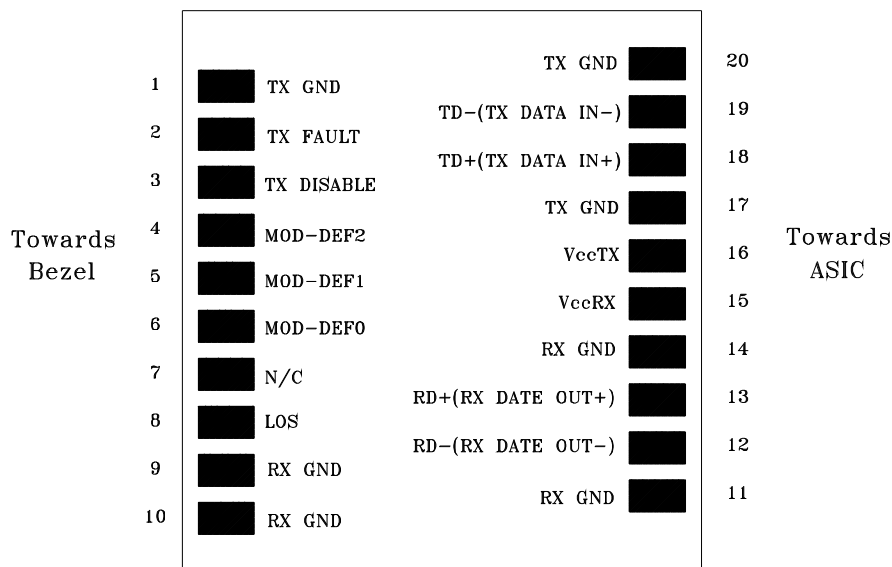 Towards
Bezel
1 TX GND
2 TX FAULT
3 TX DISABLE
4 MOD-DEF2
5 MOD-DEF1
6 MOD-DEF0
7 N/C
8 LOS
9 RX GND
10 RX GND
TX GND 20
TD-(TX DATA IN-) 19
TD+(TX DATA IN+) 18
TX GND 17
VccTX 16
VccRX 15
RX GND 14
RD+(RX DATE OUT+) 13
RD-(RX DATE OUT-) 12
RX GND 11
Towards
ASIC